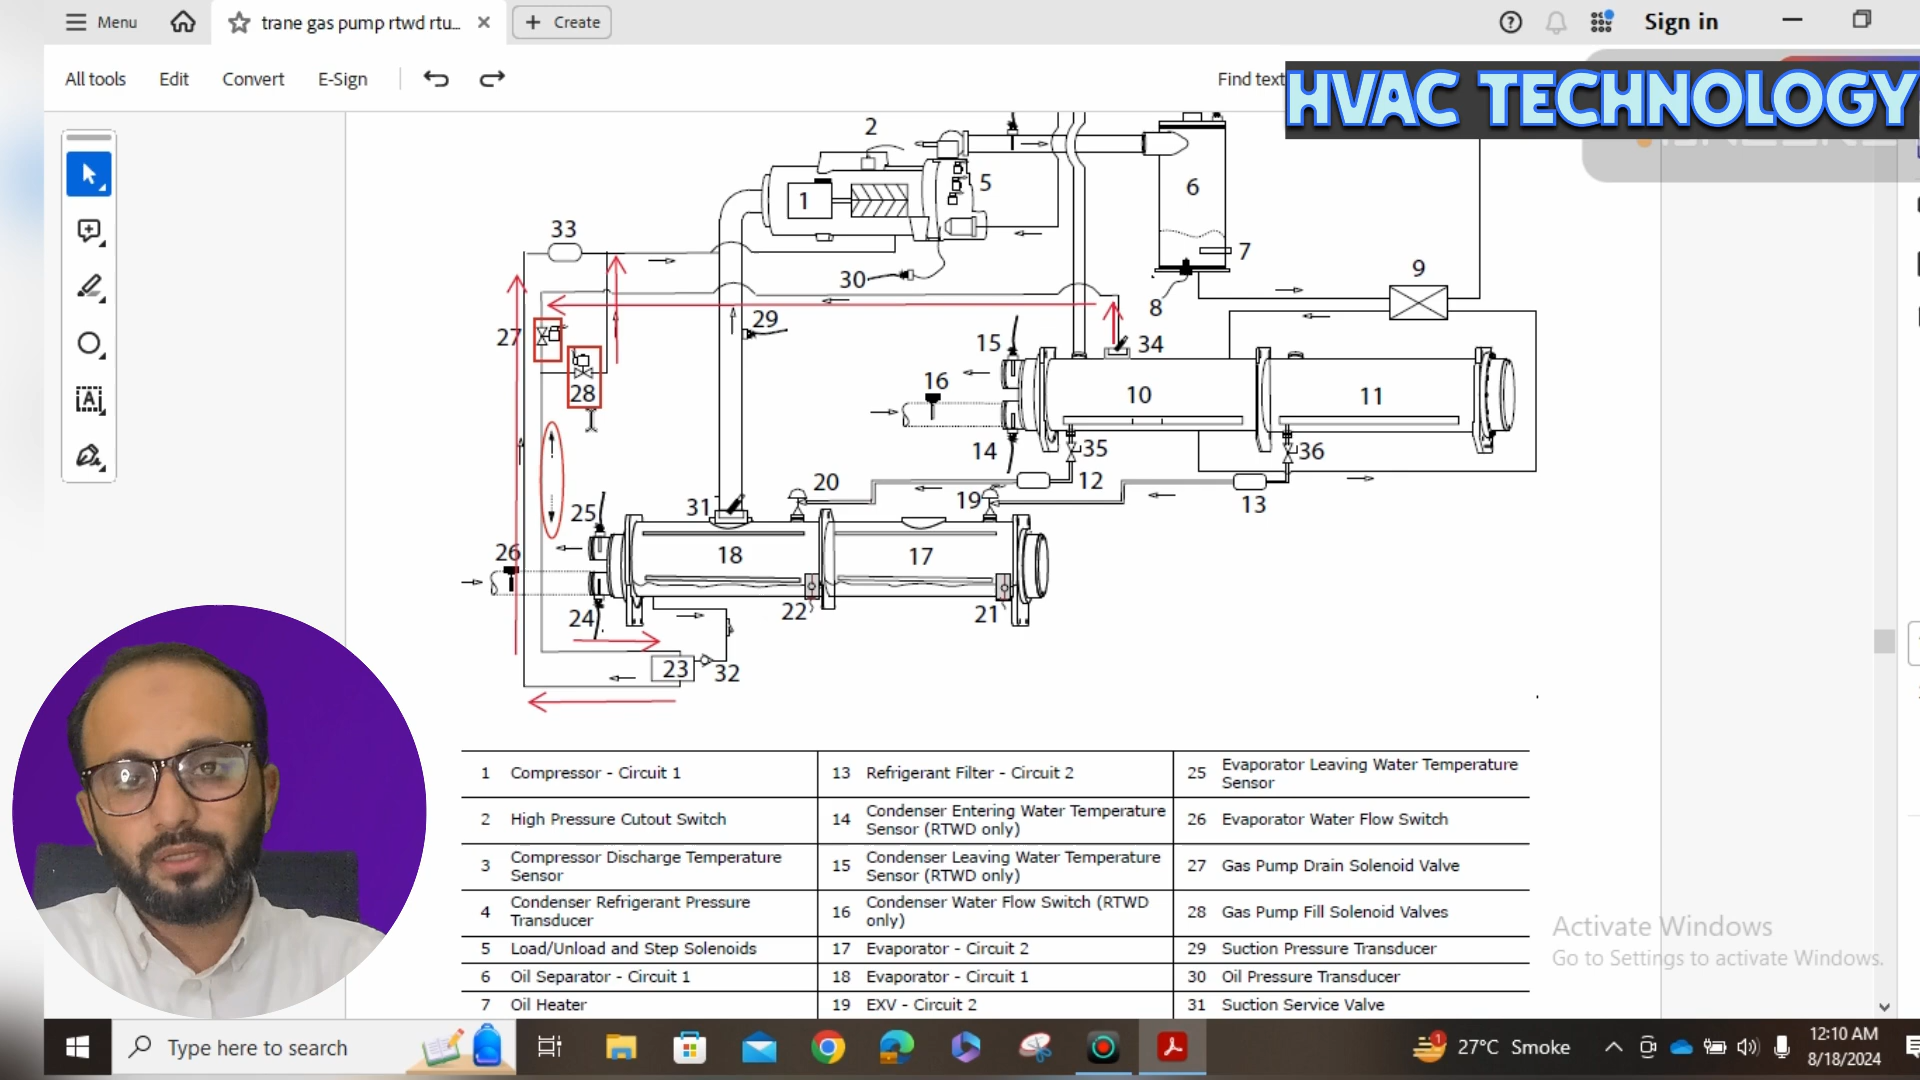 Menu
trane gas pump rtwd rtu...
Create
Sign in
All tools
Edit
Convert
E-Sign
Find text
HVAC TECHNOLOGY
2
1
5
6
33
7
30
9
8
27
29
15
34
28
16
10
11
14
35
36
20
12
19
13
31
25
18
17
26
22
21
24
23
32
1 Compressor - Circuit 1
13 Refrigerant Filter - Circuit 2
25 Evaporator Leaving Water Temperature
Sensor
2 High Pressure Cutout Switch
14 Condenser Entering Water Temperature
Sensor (RTWD only)
26 Evaporator Water Flow Switch
3 Compressor Discharge Temperature
Sensor
15 Condenser Leaving Water Temperature
Sensor (RTWD only)
27 Gas Pump Drain Solenoid Valve
4 Condenser Refrigerant Pressure
Transducer
16 Condenser Water Flow Switch (RTWD
only)
28 Gas Pump Fill Solenoid Valves
5 Load/Unload and Step Solenoids
17 Evaporator - Circuit 2
29 Suction Pressure Transducer
6 Oil Separator - Circuit 1
18 Evaporator - Circuit 1
30 Oil Pressure Transducer
7 Oil Heater
19 EXV - Circuit 2
31 Suction Service Valve
Activate Windows
Go to Settings to activate Windows.
Type here to search
27°C Smoke
12:10 AM
8/18/2024